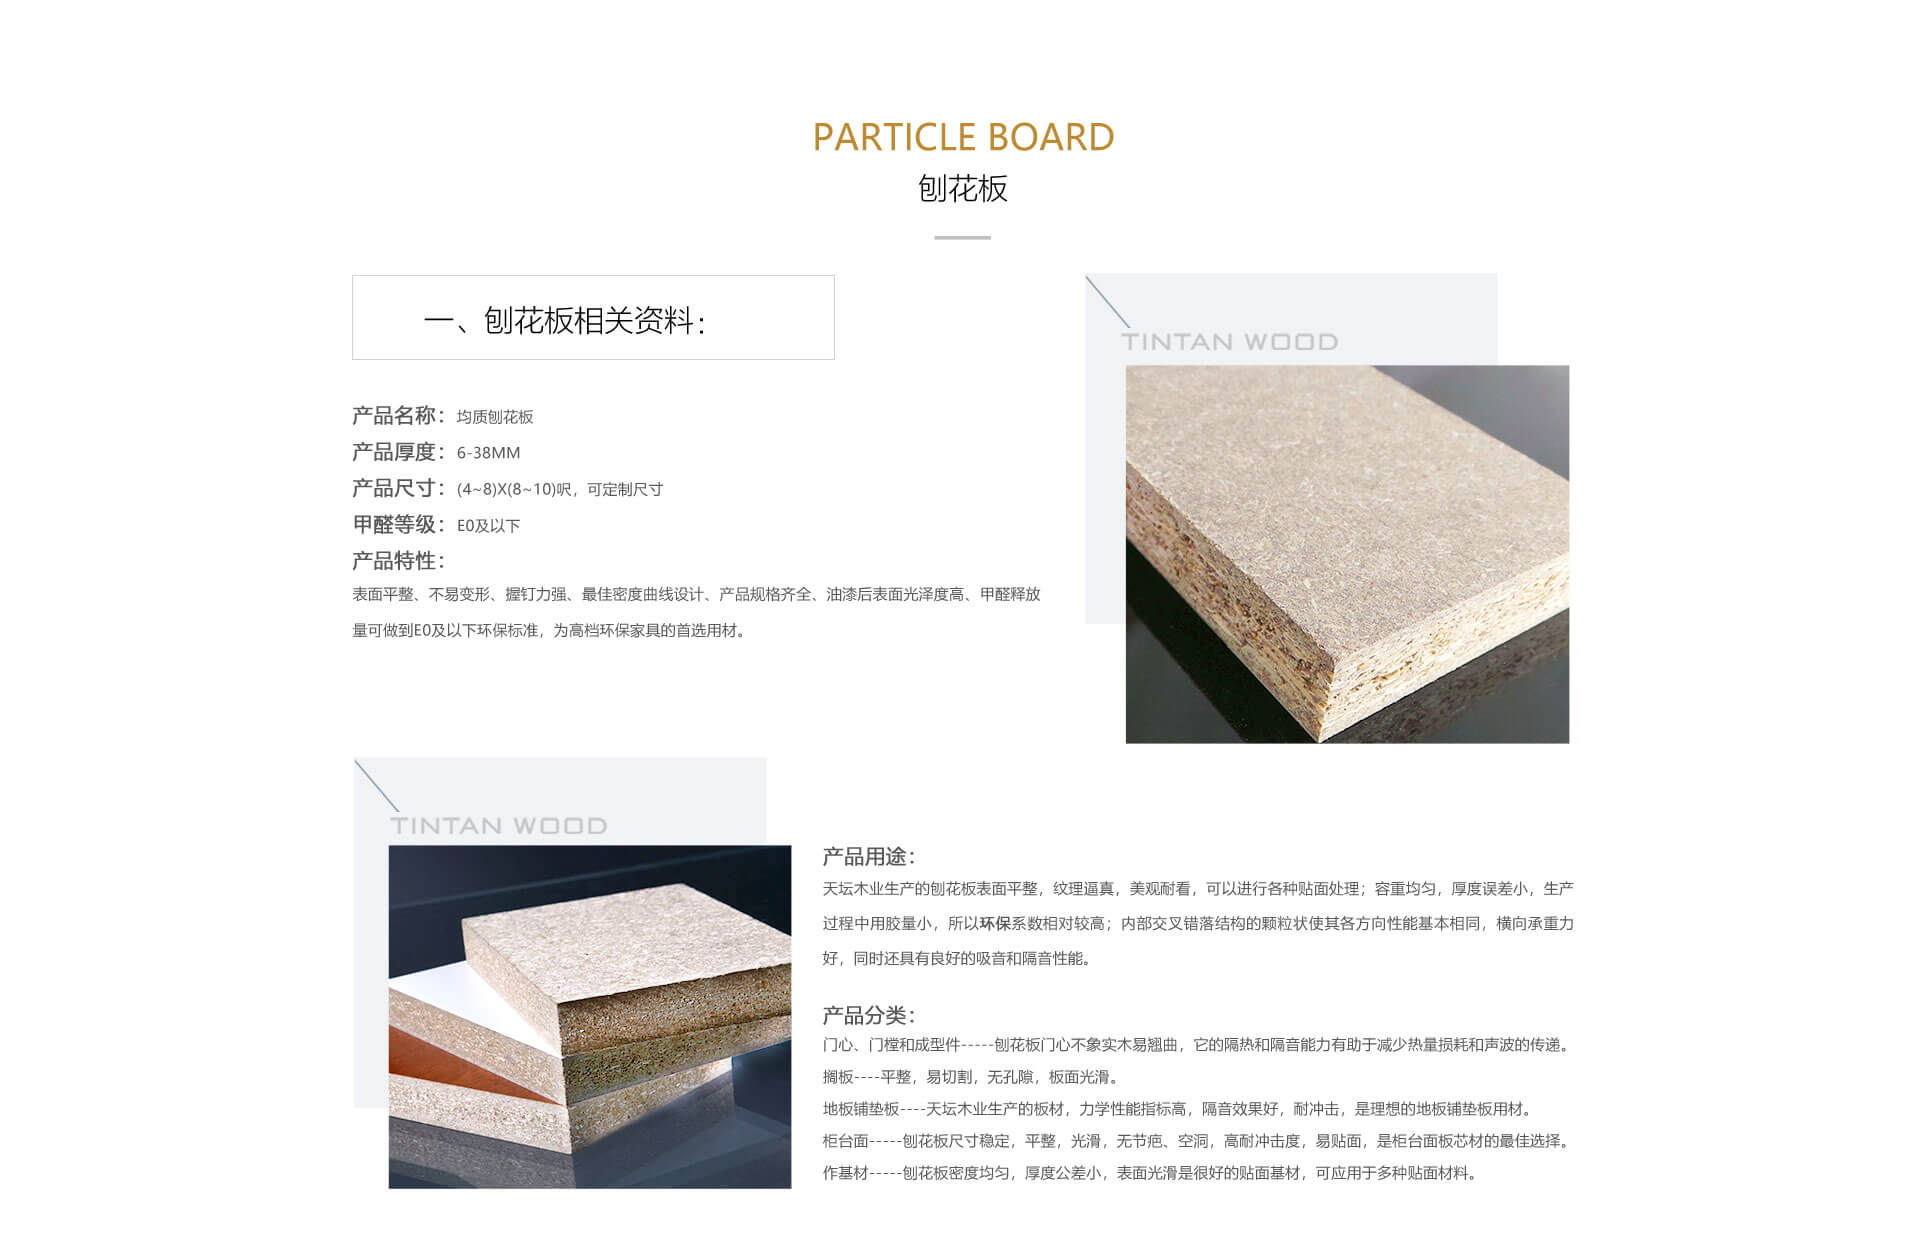 PARTICLE BOARD
刨花板
一、刨花板相关资料：
TINTAN WOOD
产品名称：均质刨花板
产品厚度：6-38MM
产品尺寸：(4~8)X(8~10)呎，可定制尺寸
甲醛等级：E0及以下
产品特性：
表面平整、不易变形、握钉力强、最佳密度曲线设计、产品规格齐全、油漆后表面光泽度高、甲醛释放
量可做到E0及以下环保标准，为高档环保家具的首选用材。
TINTAN WOOD
产品用途：
天坛木业生产的刨花板表面平整，纹理逼真，美观耐看，可以进行各种贴面处理；容重均匀，厚度误差小，生产
过程中用胶量小，所以环保系数相对较高；内部交叉错落结构的颗粒状使其各方向性能基本相同，横向承重力
好，同时还具有良好的吸音和隔音性能。
产品分类：
门心、门樘和成型件-----刨花板门心不象实木易翘曲，它的隔热和隔音能力有助于减少热量损耗和声波的传递。
搁板----平整，易切割，无孔隙，板面光滑。
地板铺垫板----天坛木业生产的板材，力学性能指标高，隔音效果好，耐冲击，是理想的地板铺垫板用材。
柜台面-----刨花板尺寸稳定，平整，光滑，无节疤、空洞，高耐冲击度，易贴面，是柜台面板芯材的最佳选择。
作基材-----刨花板密度均匀，厚度公差小，表面光滑是很好的贴面基材，可应用于多种贴面材料。